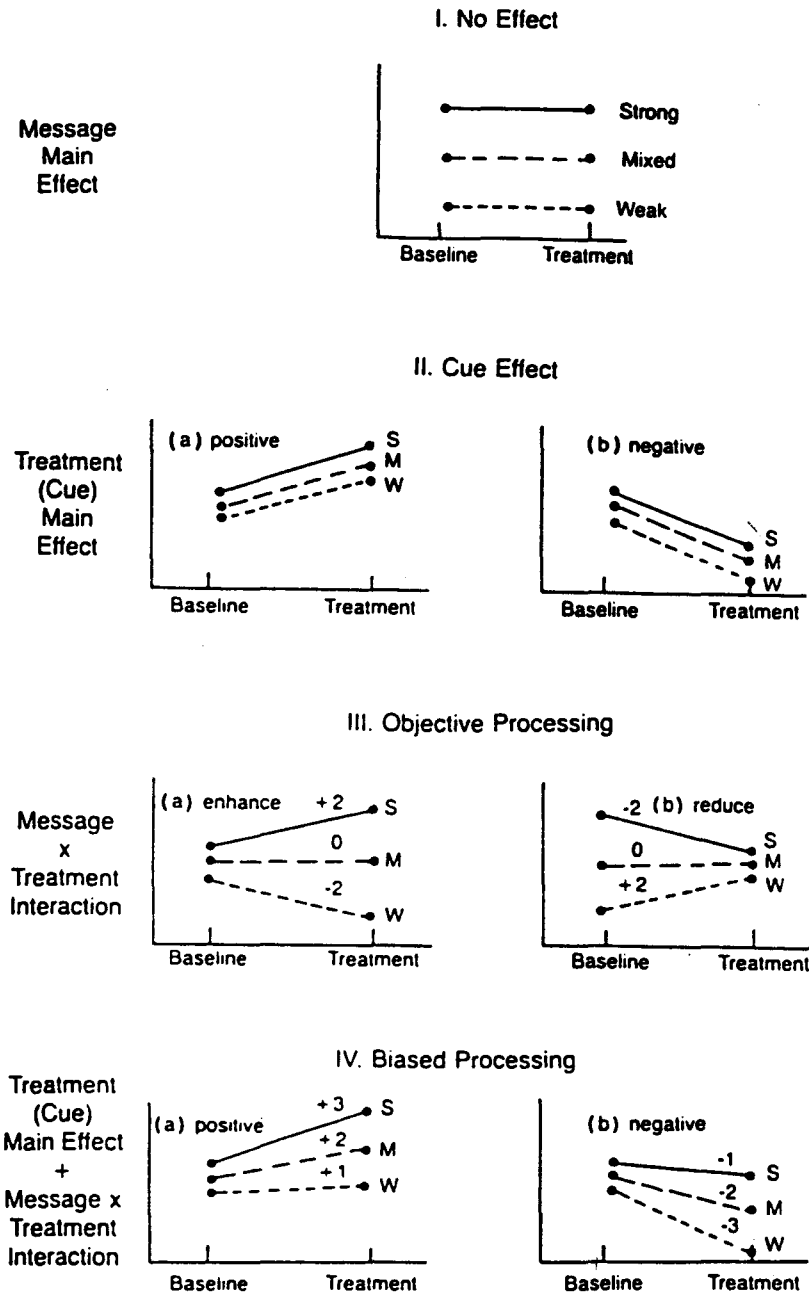 I. No Effect
Message
Main
Effect
Strong
Mixed
Weak
Baseline Treatment
II. Cue Effect
Treatment
(Cue)
Main
Effect
(a) positive
S
M
W
Baseline Treatment
(b) negative
S
M
W
Baseline Treatment
III. Objective Processing
Message
x
Treatment
Interaction
(a) enhance
+2 S
0 M
-2 W
Baseline Treatment
-2 (b) reduce
S
0 M
+2 W
Baseline Treatment
IV. Biased Processing
Treatment
(Cue)
Main Effect
+
Message x
Treatment
Interaction
(a) positive
+3 S
+2 M
+1 W
Baseline Treatment
(b) negative
-1 S
-2 M
-3 W
Baseline Treatment